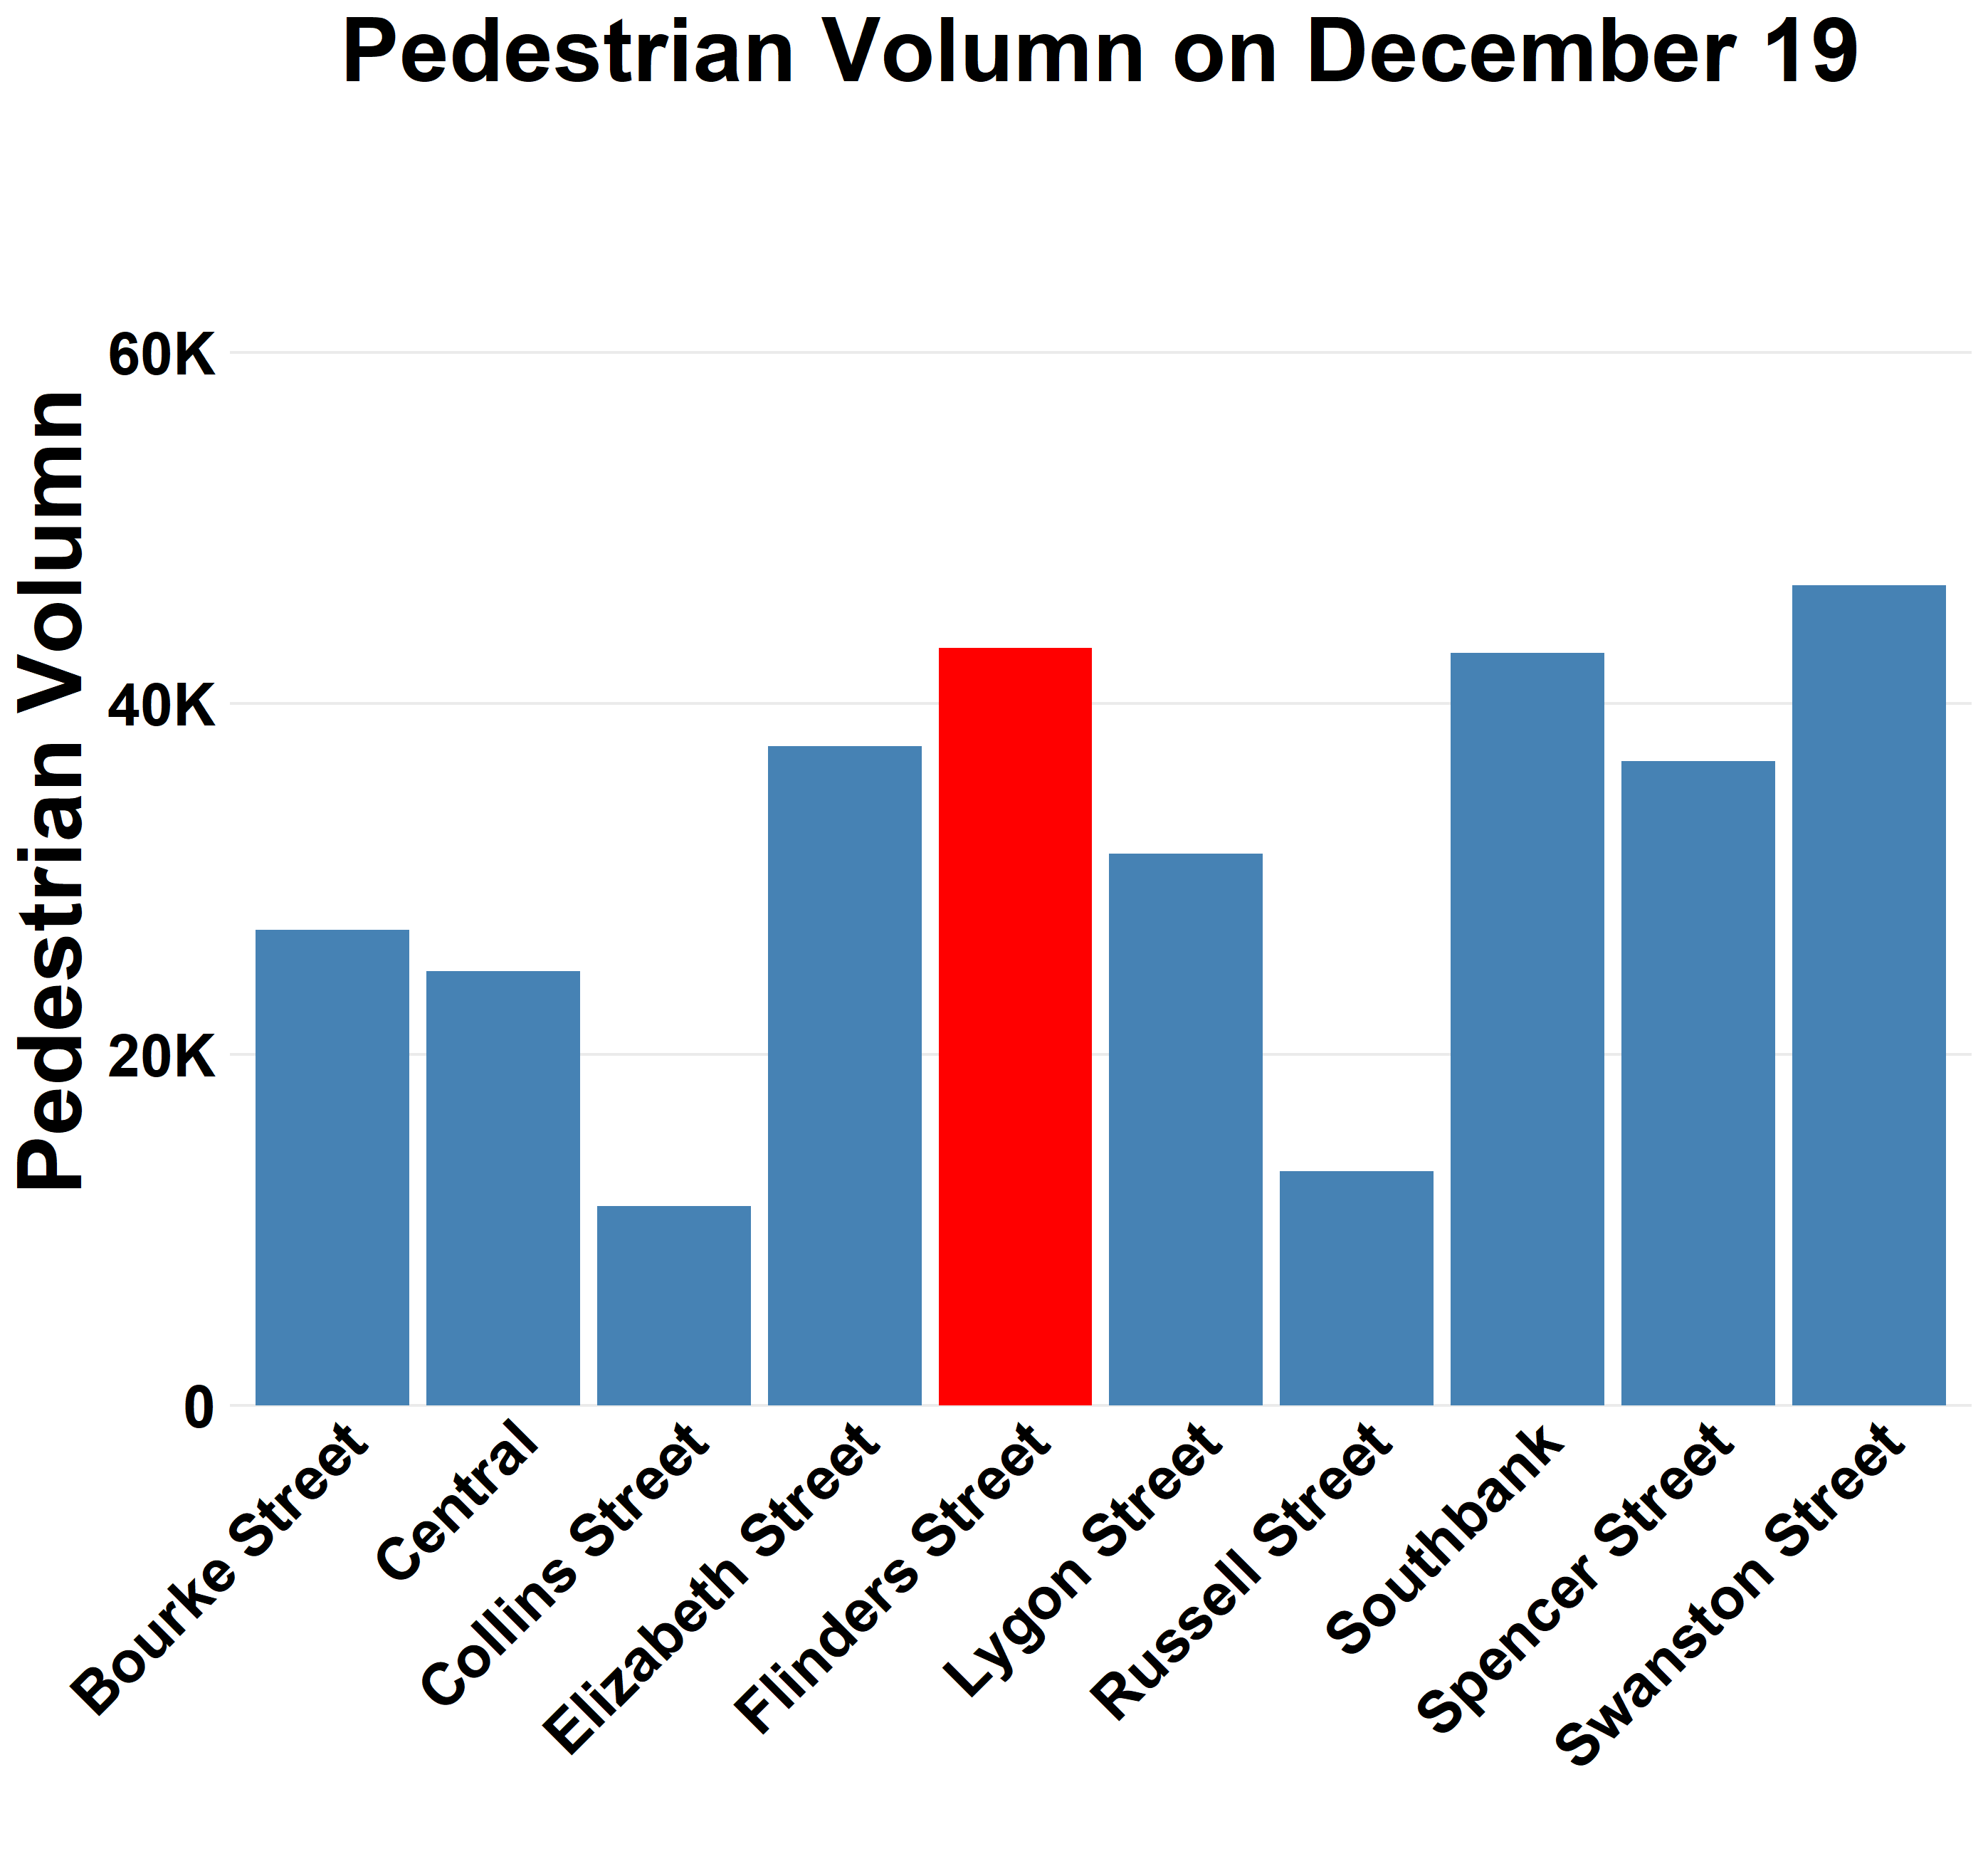 Pedestrian Volumn on December 19
Pedestrian Volumn
60K
40K
20K
0
Bourke Street
Central
Collins Street
Elizabeth Street
Flinders Street
Lygon Street
Russell Street
Southbank
Spencer Street
Swanston Street